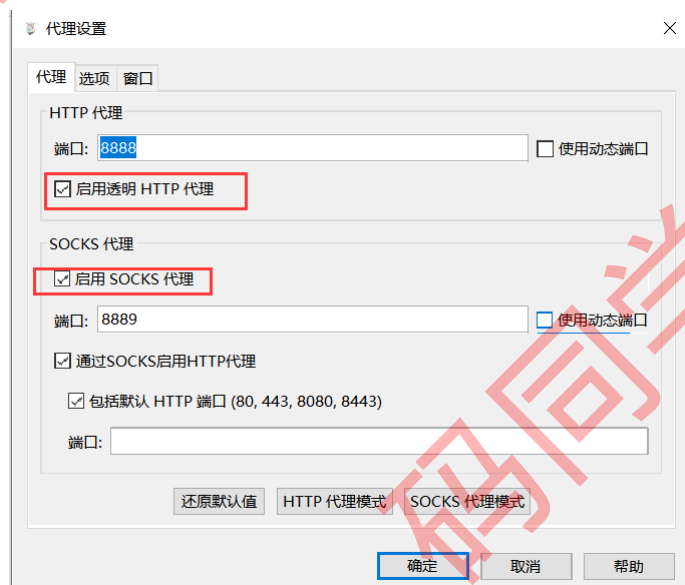 代理设置
代理 选项 窗口
HTTP 代理
端口: 8888 使用动态端口
启用透明 HTTP 代理
SOCKS 代理
启用 SOCKS 代理
端口: 8889 使用动态端口
通过SOCKS启用HTTP代理
包括默认 HTTP 端口 (80, 443, 8080, 8443)
端口:
还原默认值 HTTP 代理模式 SOCKS 代理模式
确定 取消 帮助
码同学